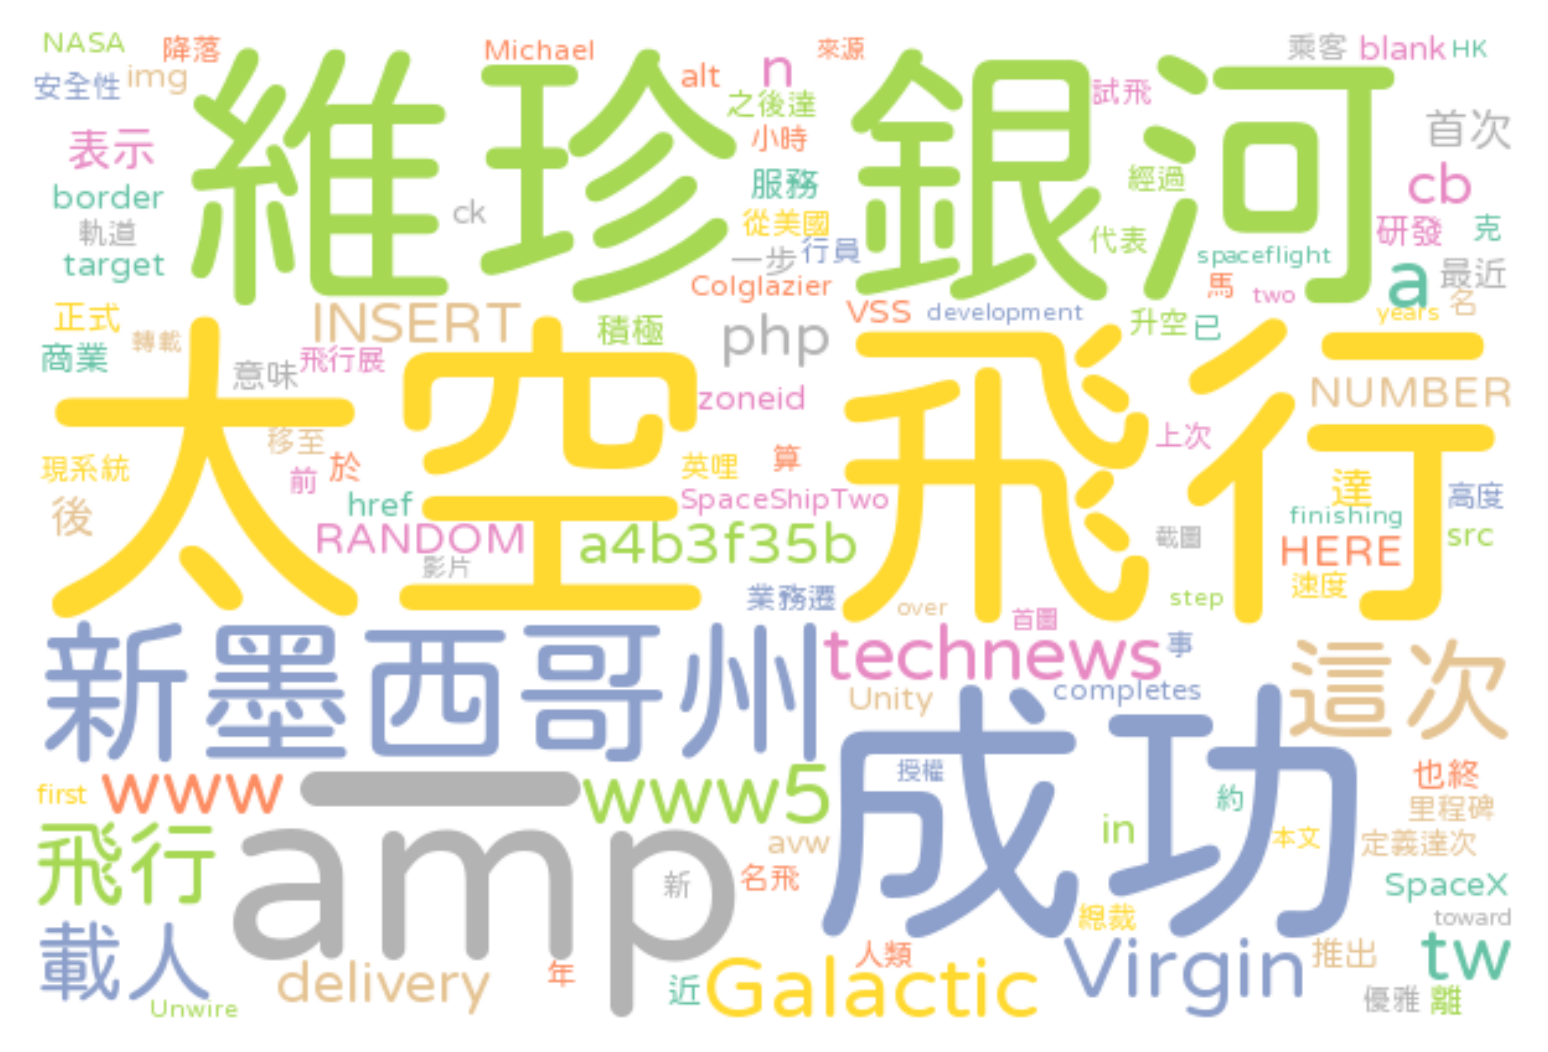 NASA 降落 Michael 來源 乘客 blank HK
安全性 img alt n 之後達 試飛
維珍 銀河
表示 小時 首次
border ck 服務 經過 cb
軌道 從美國 代表 研發 克
target 一步 行員 spaceflight
Colglazier 馬 two a 最近
正式 INSERT 積極 php VSS development 升空 已 years 名
商業 轉載 意味 飛行展
太空 飛行
zoneid NUMBER
現系統 移至 前 於 英哩 算 上次
後 href SpaceShipTwo 達 高度
RANDOM a4b3f35b 截圖 finishing HERE src
影片 業務遷 over 首圖 step 速度
新墨西哥州 technews 事 這次
Unity completes
成功
first www 一 www5 授權 約 也終
飛行 amp avw in 本文 里程碑
新 名飛 定義達次
SpaceX
載人 總裁 toward
delivery 年 近 Galactic 人類 Virgin 推出 tw
Unwire 優雅 離